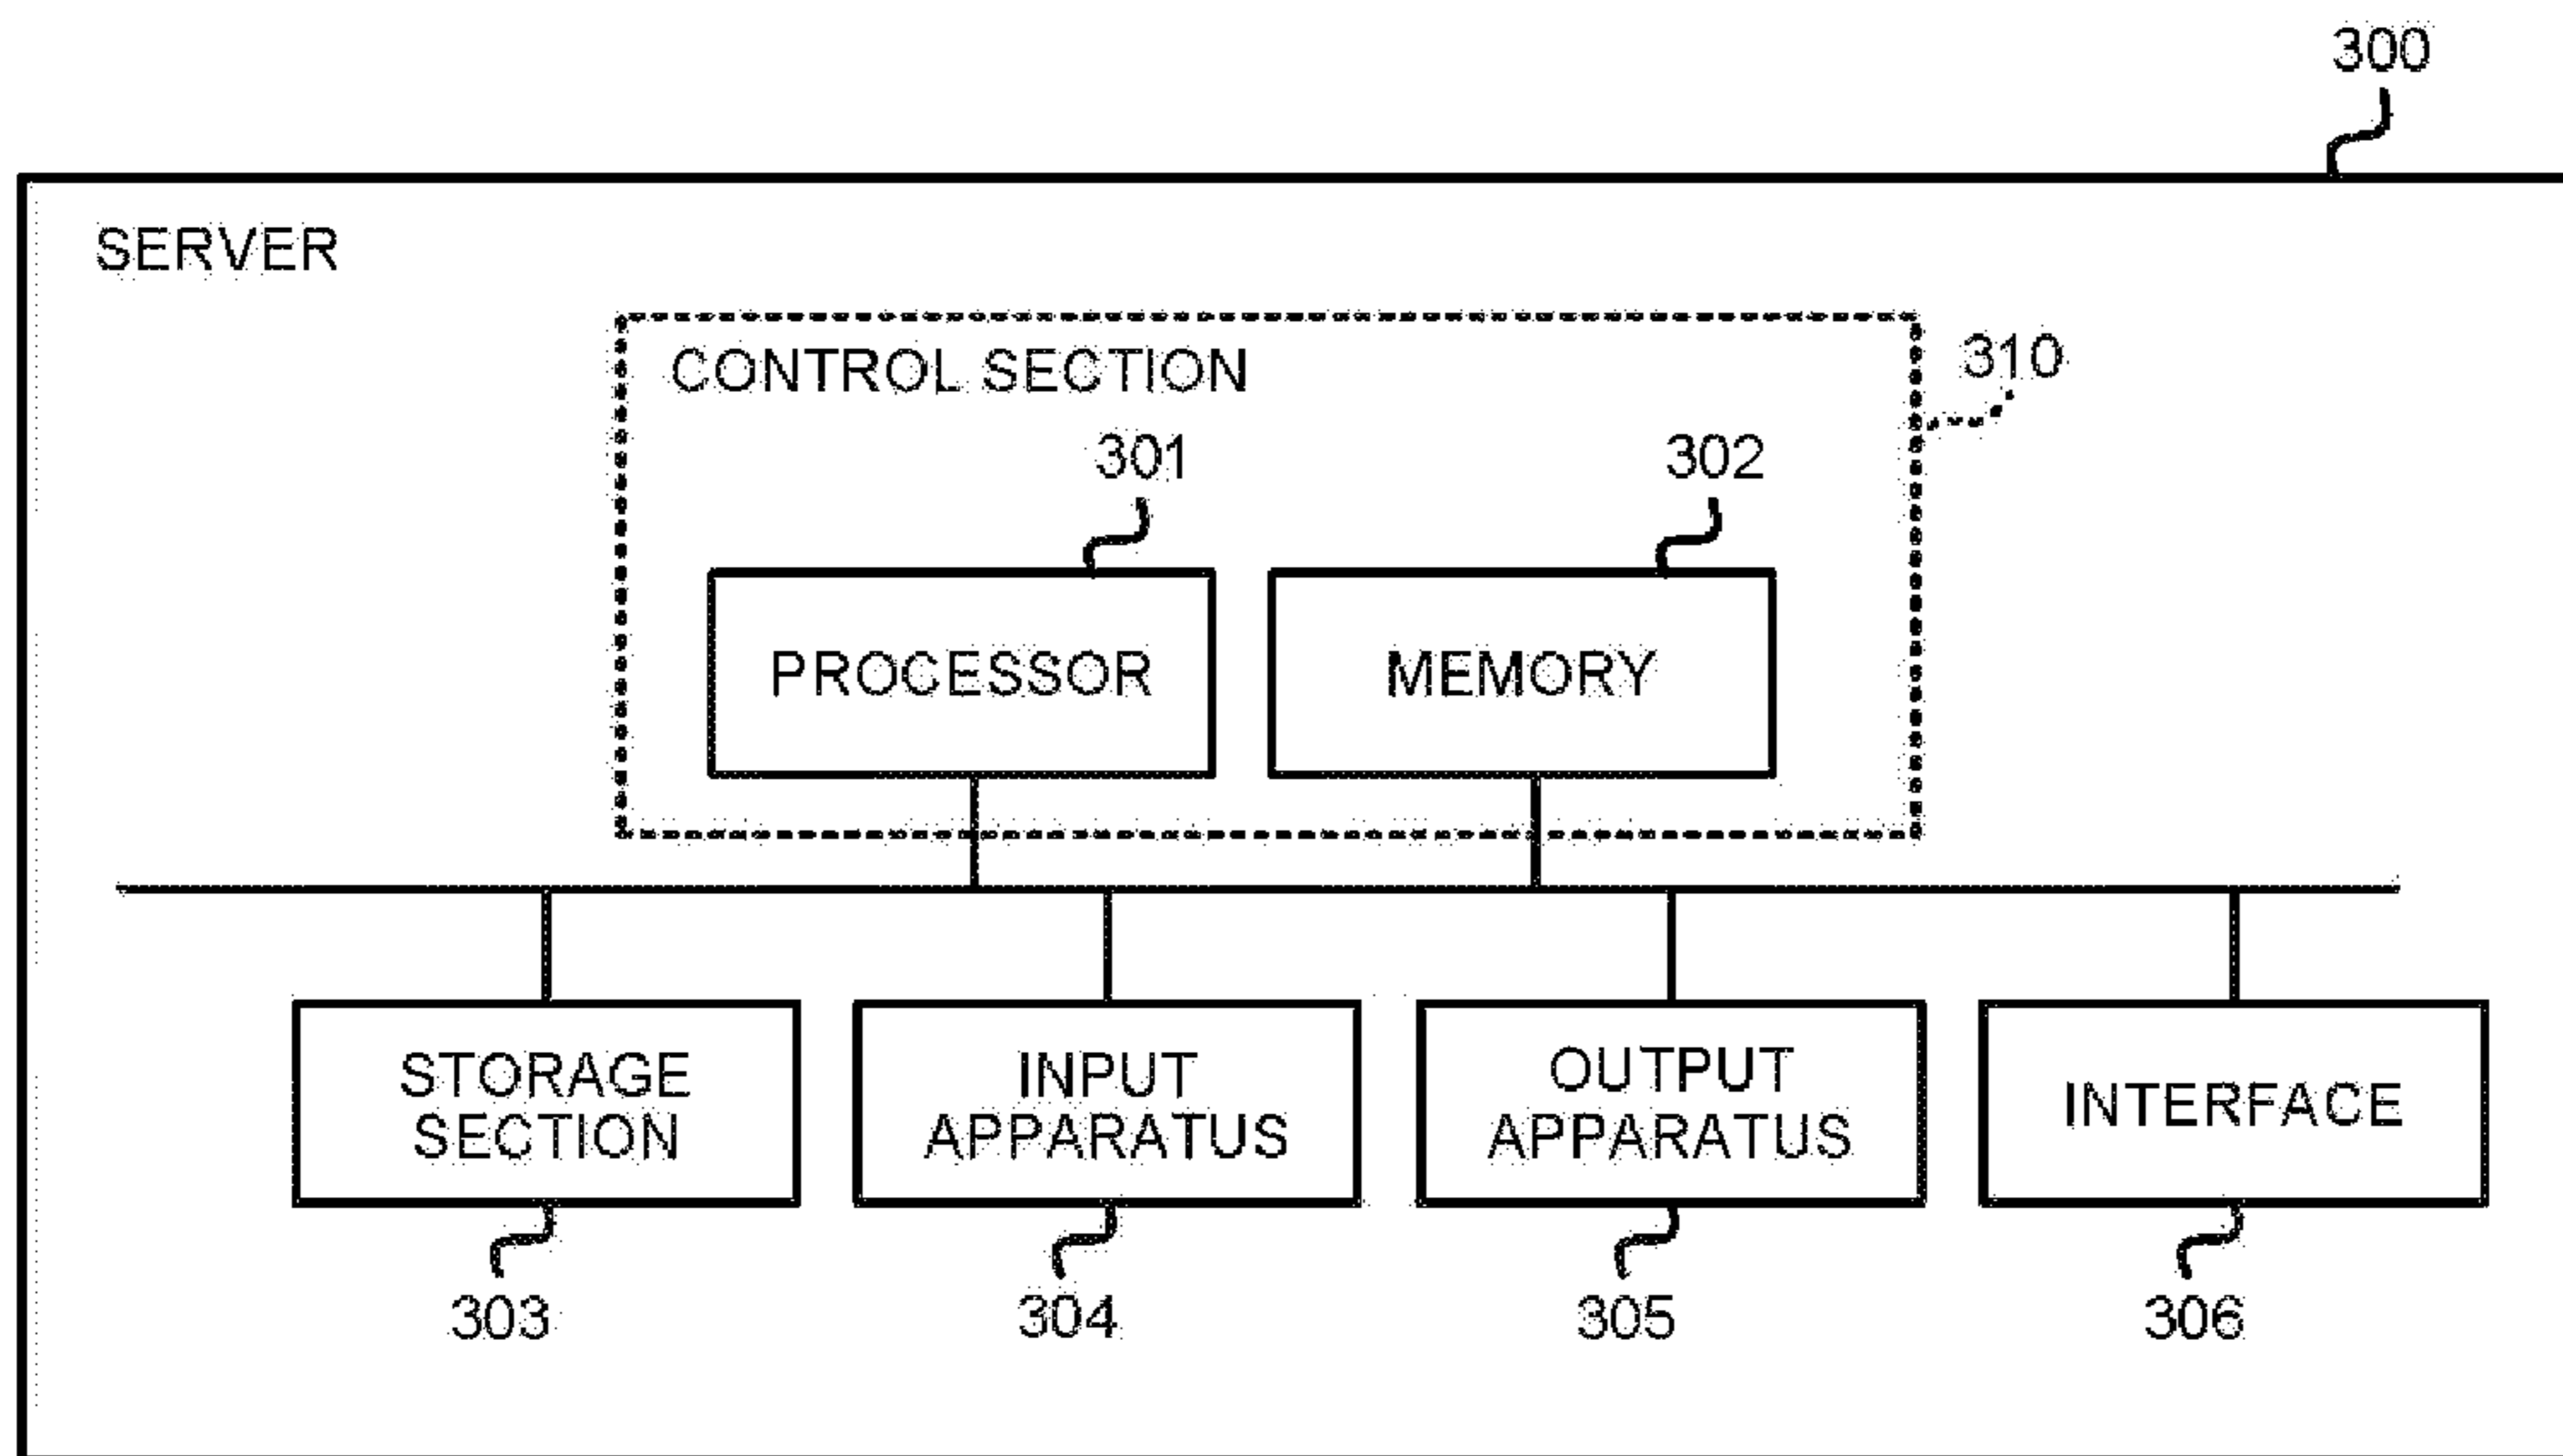 300
SERVER
CONTROL SECTION
310
301
302
PROCESSOR
MEMORY
STORAGE
SECTION
INPUT
APPARATUS
OUTPUT
APPARATUS
INTERFACE
303
304
305
306